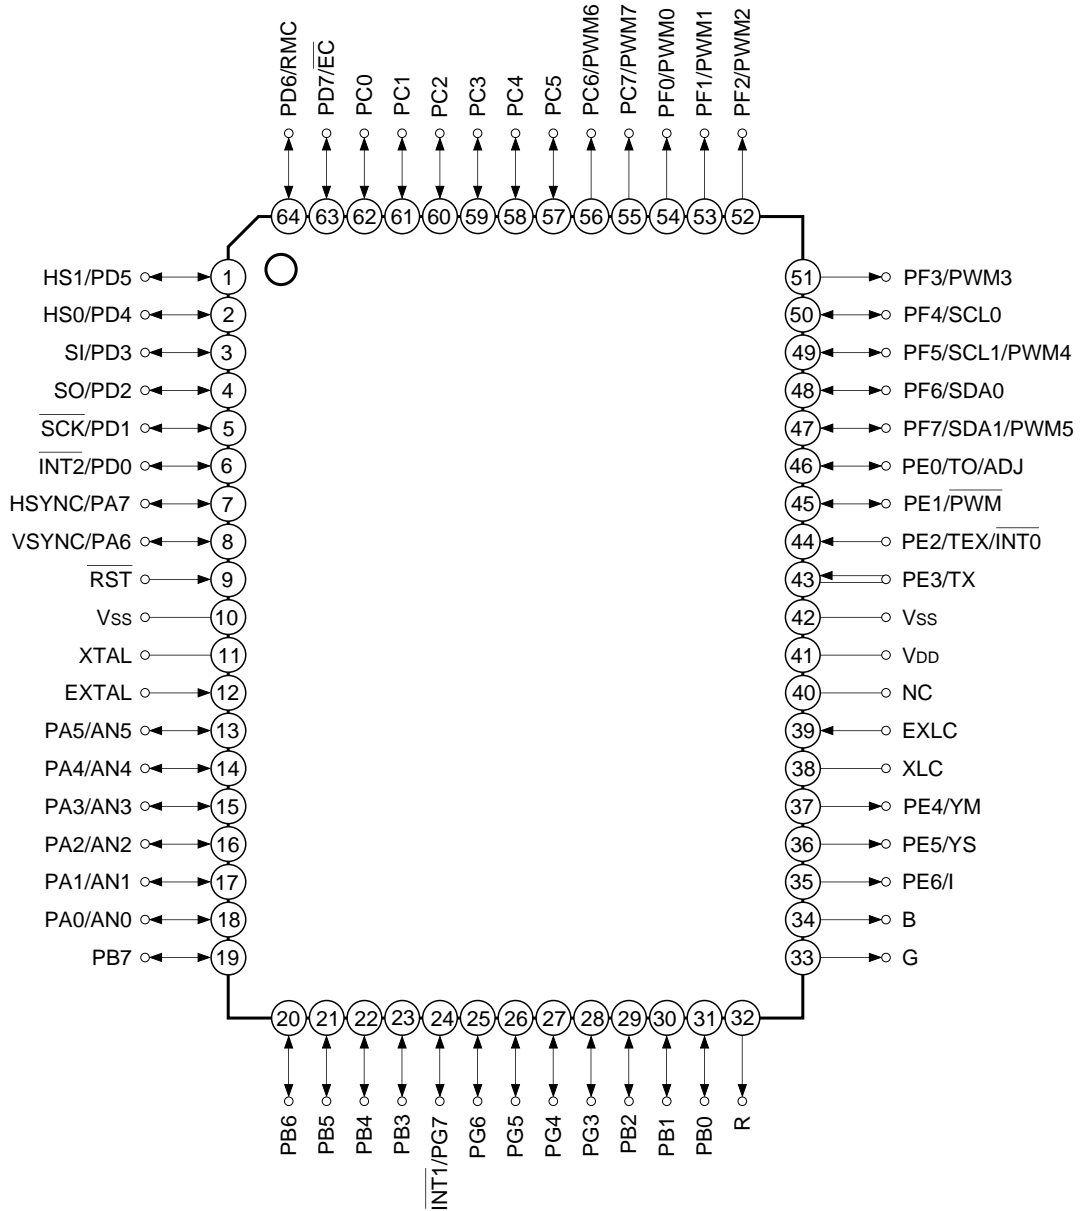 PD6/RMC
PD7/EC
PC0
PC1
PC2
PC3
PC4
PC5
PC6/PWM6
PC7/PWM7
PF0/PWM0
PF1/PWM1
PF2/PWM2
64 63 62 61 60 59 58 57 56 55 54 53 52
HS1/PD5 1
HS0/PD4 2
SI/PD3 3
SO/PD2 4
SCK/PD1 5
INT2/PD0 6
HSYNC/PA7 7
VSYNC/PA6 8
RST 9
VSS 10
XTAL 11
EXTAL 12
PA5/AN5 13
PA4/AN4 14
PA3/AN3 15
PA2/AN2 16
PA1/AN1 17
PA0/AN0 18
PB7 19
51 PF3/PWM3
50 PF4/SCL0
49 PF5/SCL1/PWM4
48 PF6/SDA0
47 PF7/SDA1/PWM5
46 PE0/TO/ADJ
45 PE1/PWM
44 PE2/TEX/INT0
43 PE3/TX
42 VSS
41 VDD
40 NC
39 EXLC
38 XLC
37 PE4/YM
36 PE5/YS
35 PE6/I
34 B
33 G
20 21 22 23 24 25 26 27 28 29 30 31 32
PB6
PB5
PB4
PB3
INT1/PG7
PG6
PG5
PG4
PG3
PB2
PB1
PB0
R